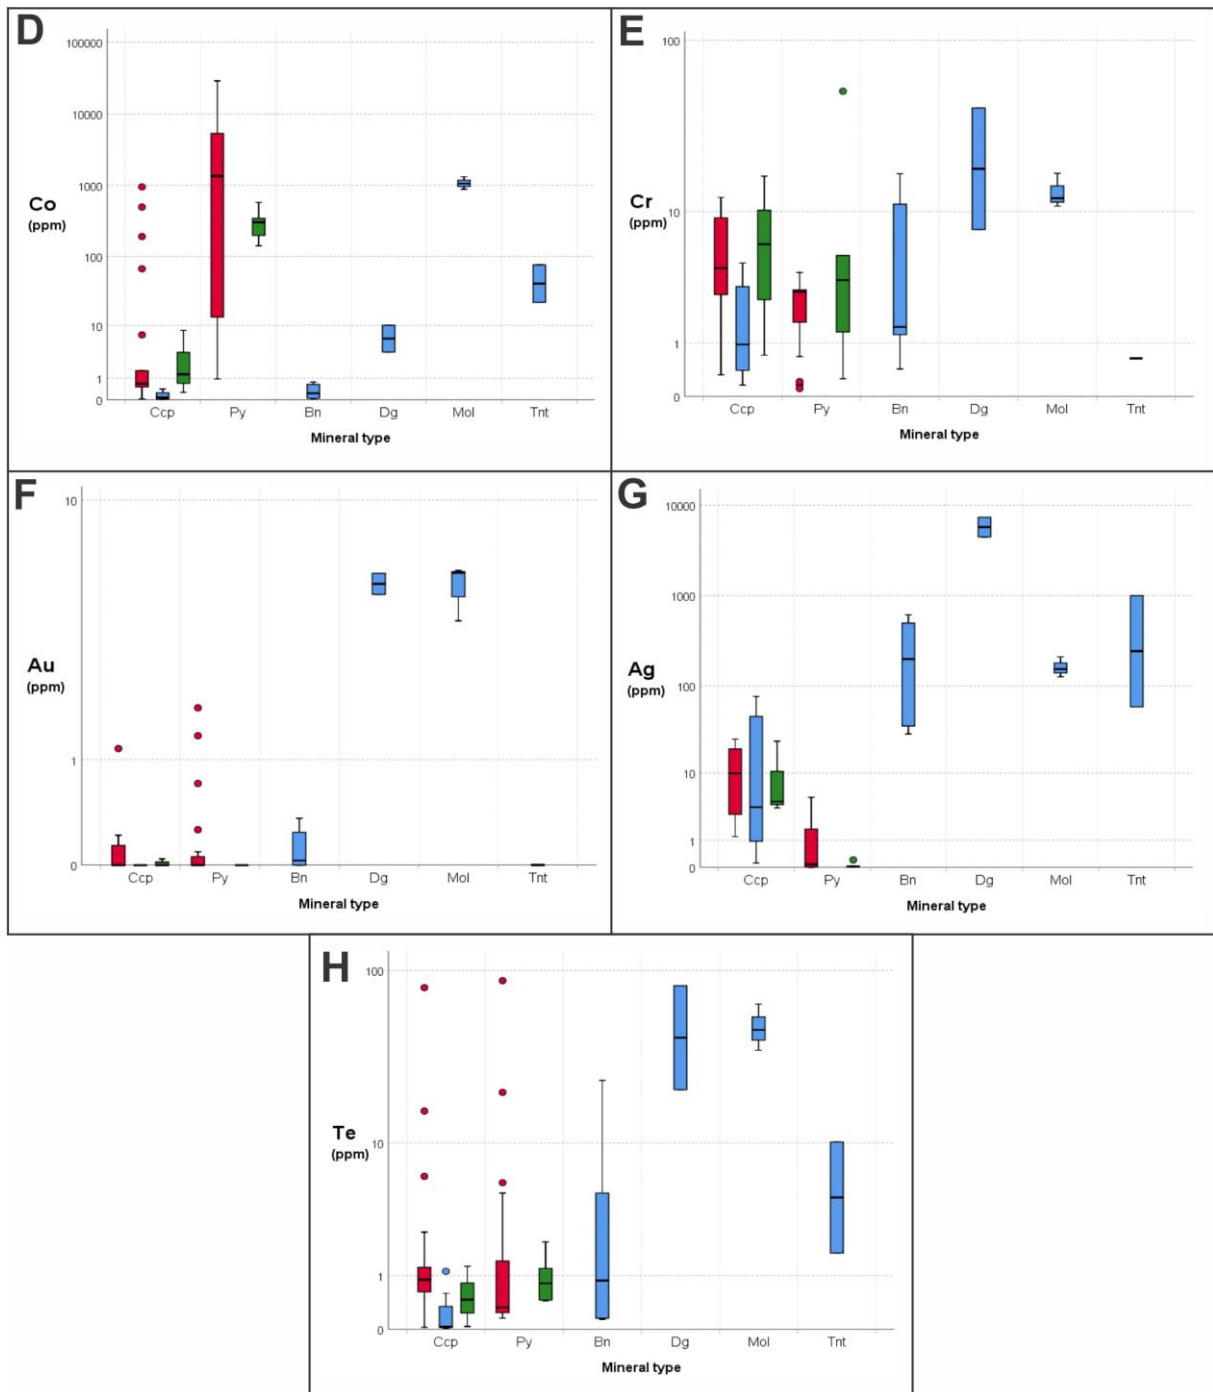 D
100000
10000
1000
100
10
1
0
Co
(ppm)
Ccp Py Bn Dg Mol Tnt
Mineral type
E
100
10
1
0
Cr
(ppm)
Ccp Py Bn Dg Mol Tnt
Mineral type
F
10
1
0
Au
(ppm)
Ccp Py Bn Dg Mol Tnt
Mineral type
G
10000
1000
100
10
1
0
Ag
(ppm)
Ccp Py Bn Dg Mol Tnt
Mineral type
H
100
10
1
0
Te
(ppm)
Ccp Py Bn Dg Mol Tnt
Mineral type